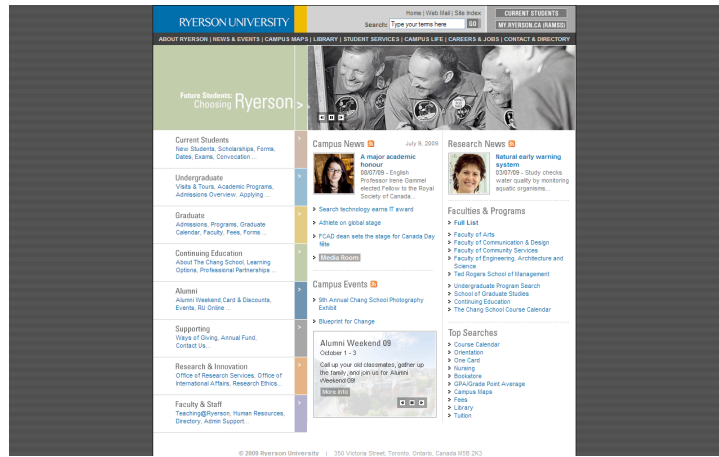 RYERSON UNIVERSITY
Home | Web Mail | Site Index
Search: Type your terms here GO
CURRENT STUDENTS
MY.RYERSON.CA (RAMSS)
ABOUT RYERSON | NEWS & EVENTS | CAMPUS MAPS | LIBRARY | STUDENT SERVICES | CAMPUS LIFE | CAREERS & JOBS | CONTACT & DIRECTORY
Future Students:
Choosing Ryerson >
Current Students >
New Students, Scholarships, Forms,
Dates, Exams, Convocation ...
Undergraduate >
Visits & Tours, Academic Programs,
Admissions Overview, Applying ...
Graduate >
Admissions, Programs, Graduate
Calendar, Faculty, Fees, Forms ...
Continuing Education >
About The Chang School, Learning
Options, Professional Partnerships ...
Alumni >
Alumni Weekend,Card & Discounts,
Events, RU Online ...
Supporting >
Ways of Giving, Annual Fund,
Contact Us...
Research & Innovation >
Office of Research Services, Office of
International Affairs, Research Ethics...
Faculty & Staff >
Teaching@Ryerson, Human Resources,
Directory, Admin Support...
Campus News July 9, 2009
A major academic
honour
08/07/09 - English
Professor Irene Gammel
elected Fellow to the Royal
Society of Canada...
Search technology earns IT award
Athlete on global stage
FCAD dean sets the stage for Canada Day
fête
Media Room
Campus Events
9th Annual Chang School Photography
Exhibit
Blueprint for Change
Alumni Weekend 09
October 1 - 3
Call up your old classmates, gather up
the family, and join us for Alumni
Weekend 09!
More Info
Research News
Natural early warning
system
03/07/09 - Study checks
water quality by monitoring
aquatic organisms...
Faculties & Programs
Full List
Faculty of Arts
Faculty of Communication & Design
Faculty of Community Services
Faculty of Engineering, Architecture and
Science
Ted Rogers School of Management
Undergraduate Program Search
School of Graduate Studies
Continuing Education
The Chang School Course Calendar
Top Searches
Course Calendar
Orientation
One Card
Nursing
Bookstore
GPA/Grade Point Average
Campus Maps
Fees
Library
Tuition
© 2009 Ryerson University | 350 Victoria Street, Toronto, Ontario, Canada M5B 2K3